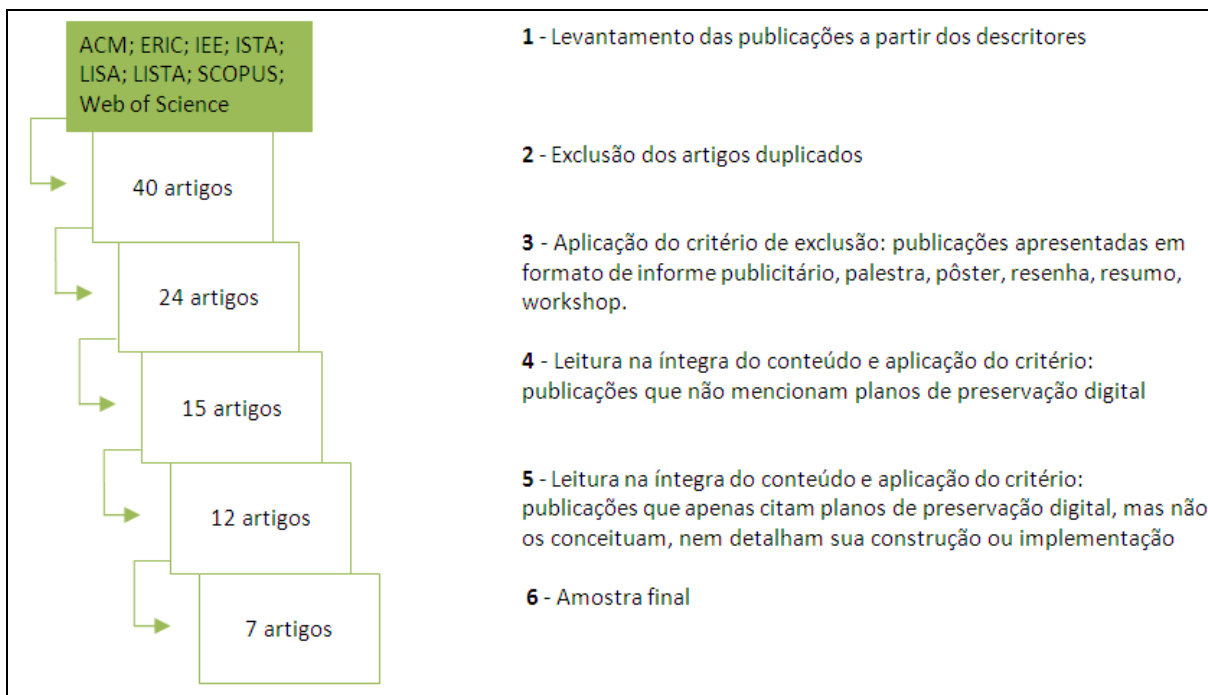 ACM; ERIC; IEE; ISTA;
LISA; LISTA; SCOPUS;
Web of Science
1 - Levantamento das publicações a partir dos descritores
40 artigos
2 - Exclusão dos artigos duplicados
24 artigos
3 - Aplicação do critério de exclusão: publicações apresentadas em
formato de informe publicitário, palestra, pôster, resenha, resumo,
workshop.
15 artigos
4 - Leitura na íntegra do conteúdo e aplicação do critério:
publicações que não mencionam planos de preservação digital
12 artigos
5 - Leitura na íntegra do conteúdo e aplicação do critério:
publicações que apenas citam planos de preservação digital, mas não
os conceituam, nem detalham sua construção ou implementação
7 artigos
6 - Amostra final